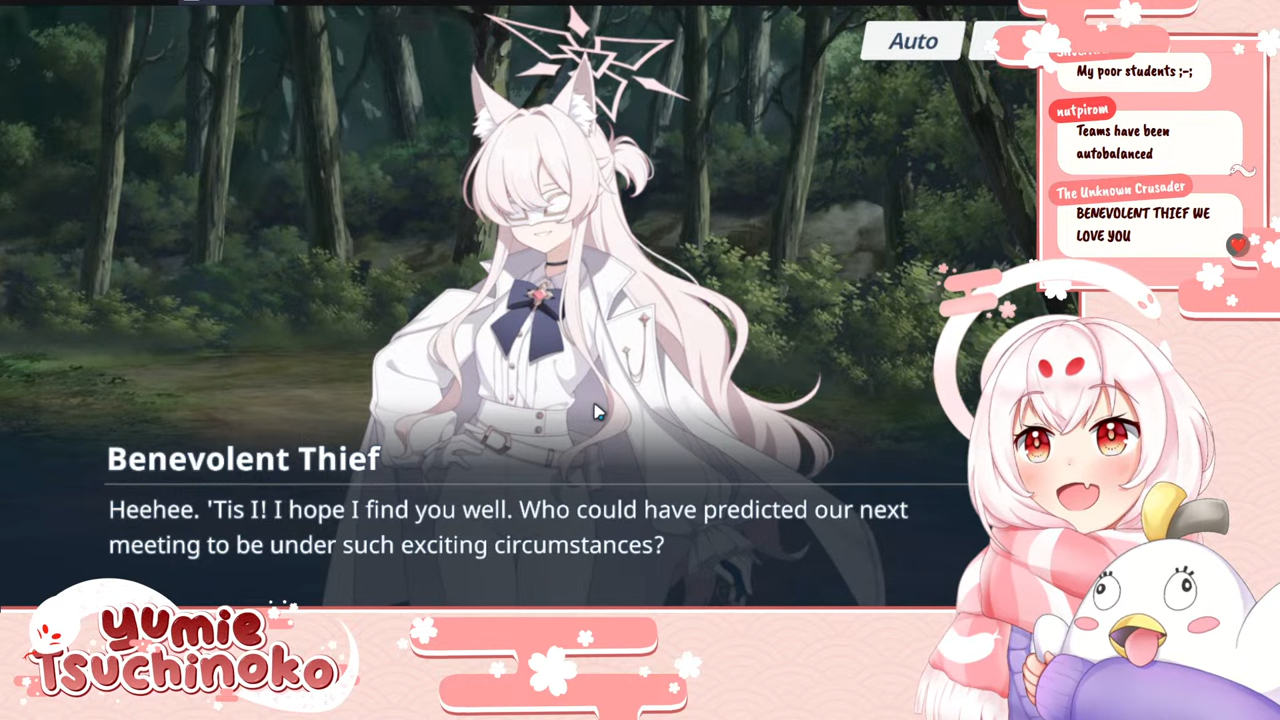 Auto
My poor students ;-;
nutpirom
Teams have been
autobalanced
The Unknown Crusader
BENEVOLENT THIEF WE
LOVE YOU
Benevolent Thief
Heehee. 'Tis I! I hope I find you well. Who could have predicted our next
meeting to be under such exciting circumstances?
yumie
Tsuchinoko